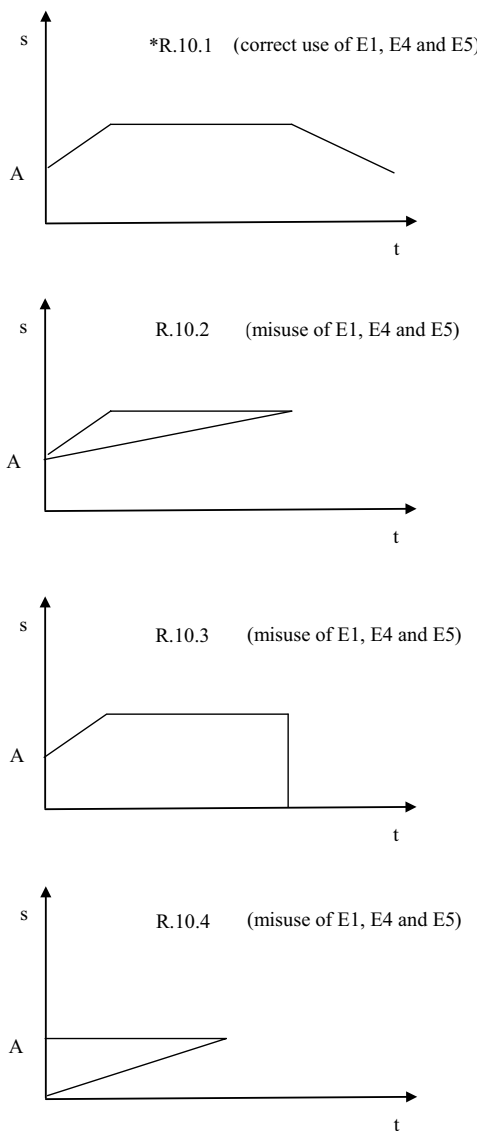 s *R.10.1 (correct use of E1, E4 and E5)
A
t
s R.10.2 (misuse of E1, E4 and E5)
A
t
s R.10.3 (misuse of E1, E4 and E5)
A
t
s R.10.4 (misuse of E1, E4 and E5)
A
t